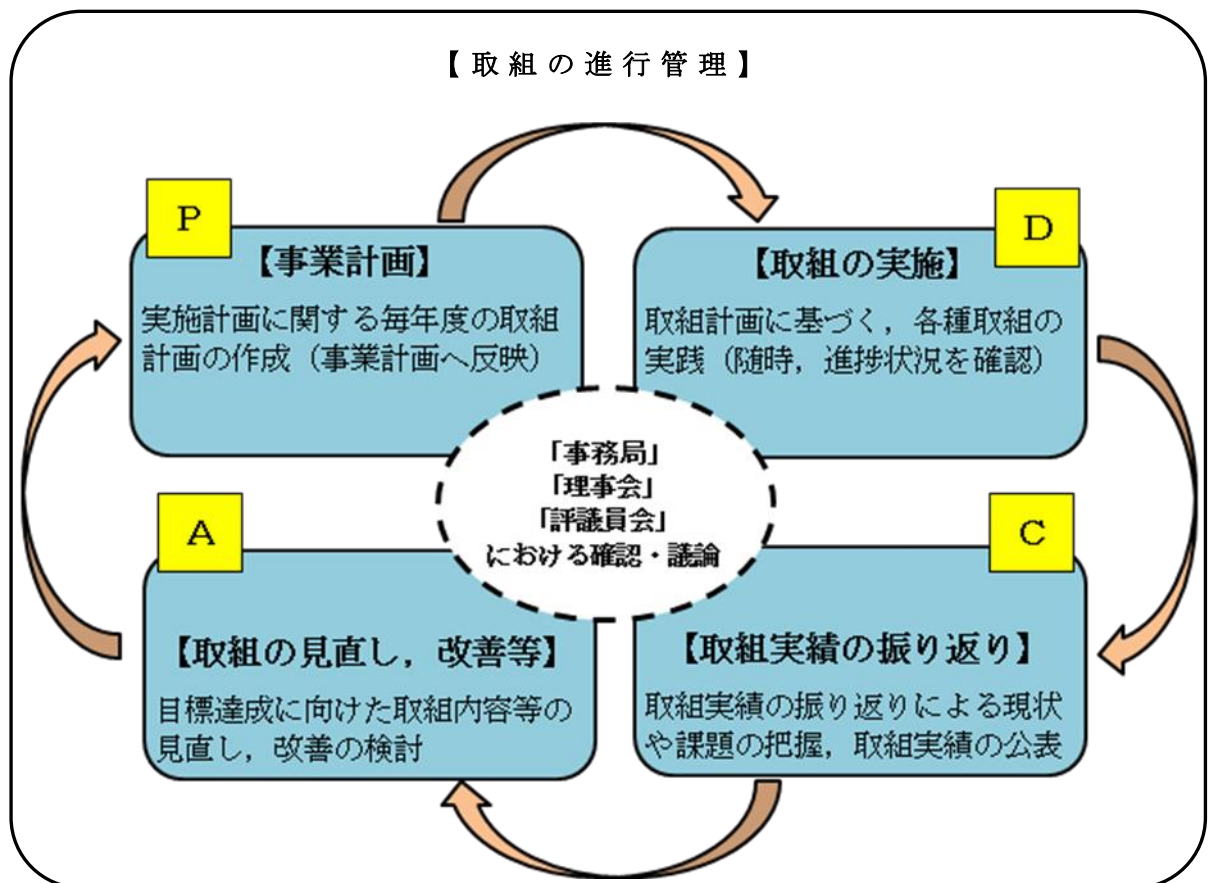 【取組の進行管理】
P
【事業計画】
実施計画に関する毎年度の取組
計画の作成（事業計画へ反映）
D
【取組の実施】
取組計画に基づく，各種取組の
実践（随時，進捗状況を確認）
「事務局」
「理事会」
「評議員会」
における確認・議論
A
【取組の見直し，改善等】
目標達成に向けた取組内容等の
見直し，改善の検討
C
【取組実績の振り返り】
取組実績の振り返りによる現状
や課題の把握，取組実績の公表